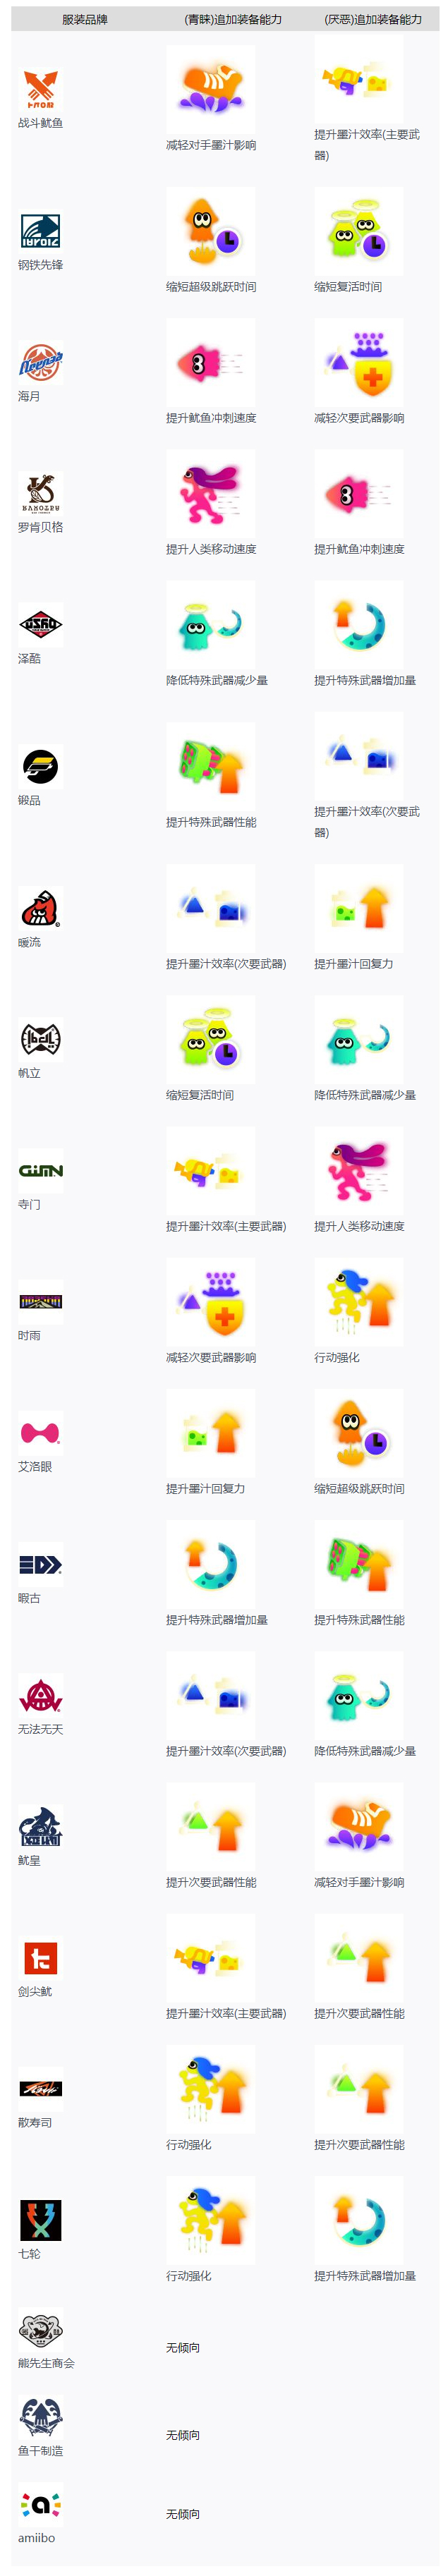 服装品牌 (青睐)追加装备能力 (厌恶)追加装备能力
战斗鱿鱼 减轻对手墨汁影响 提升墨汁效率(主要武
器)
钢铁先锋 缩短超级跳跃时间 缩短复活时间
海月 提升鱿鱼冲刺速度 减轻次要武器影响
罗肯贝格 提升人类移动速度 提升鱿鱼冲刺速度
泽酷 降低特殊武器减少量 提升特殊武器增加量
锻品 提升特殊武器性能 提升墨汁效率(次要武
器)
暖流 提升墨汁效率(次要武器) 提升墨汁回复力
帆立 缩短复活时间 降低特殊武器减少量
寺门 提升墨汁效率(主要武器) 提升人类移动速度
时雨 减轻次要武器影响 行动强化
艾洛眼 提升墨汁回复力 缩短超级跳跃时间
暇古 提升特殊武器增加量 提升特殊武器性能
无法无天 提升墨汁效率(次要武器) 降低特殊武器减少量
鱿皇 提升次要武器性能 减轻对手墨汁影响
剑尖鱿 提升墨汁效率(主要武器) 提升次要武器性能
散寿司 行动强化 提升次要武器性能
七轮 行动强化 提升特殊武器增加量
熊先生商会 无倾向
鱼干制造 无倾向
amiibo 无倾向